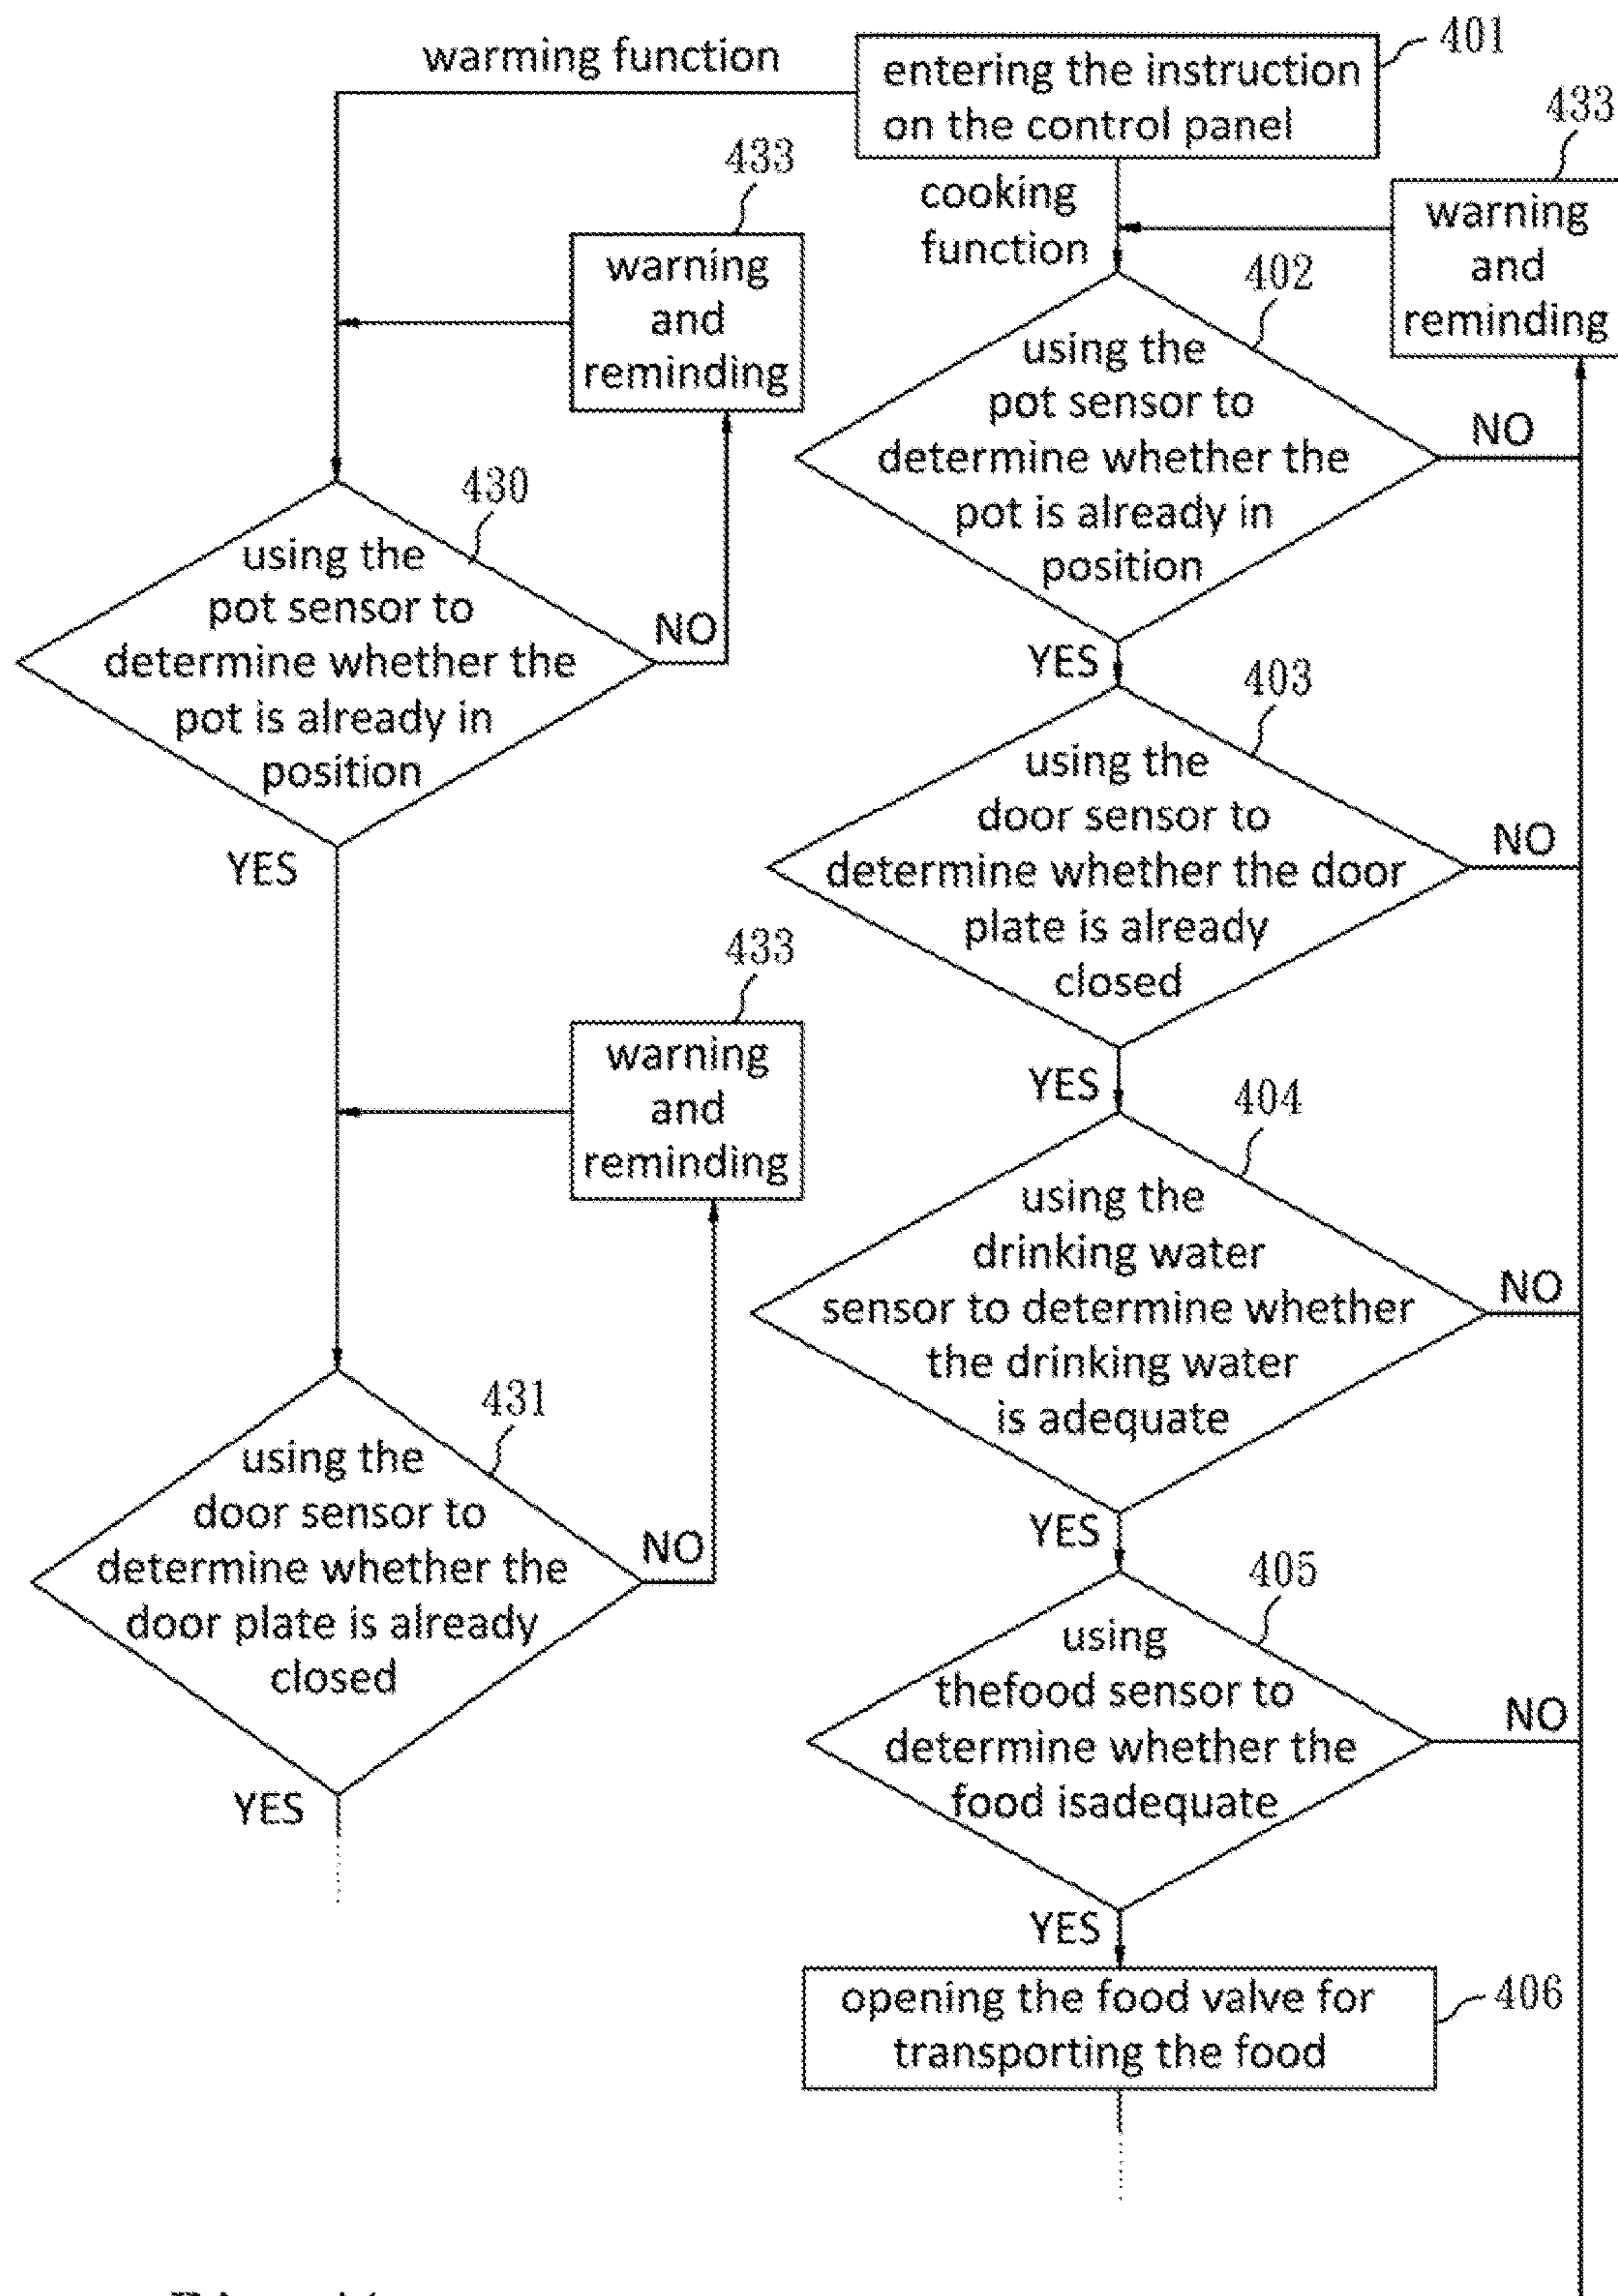 warming function
401
entering the instruction
on the control panel
433
warning
and
reminding
cooking
function
433
warning
and
reminding
402
using the
pot sensor to
determine whether the
pot is already in
position
NO
YES
430
using the
pot sensor to
determine whether the
pot is already in
position
NO
YES
403
using the
door sensor to
determine whether the door
plate is already
closed
NO
YES
433
warning
and
reminding
404
using the
drinking water
sensor to determine whether
the drinking water
is adequate
NO
YES
431
using the
door sensor to
determine whether the
door plate is already
closed
NO
YES
405
using
thefood sensor to
determine whether the
food isadequate
NO
YES
406
opening the food valve for
transporting the food